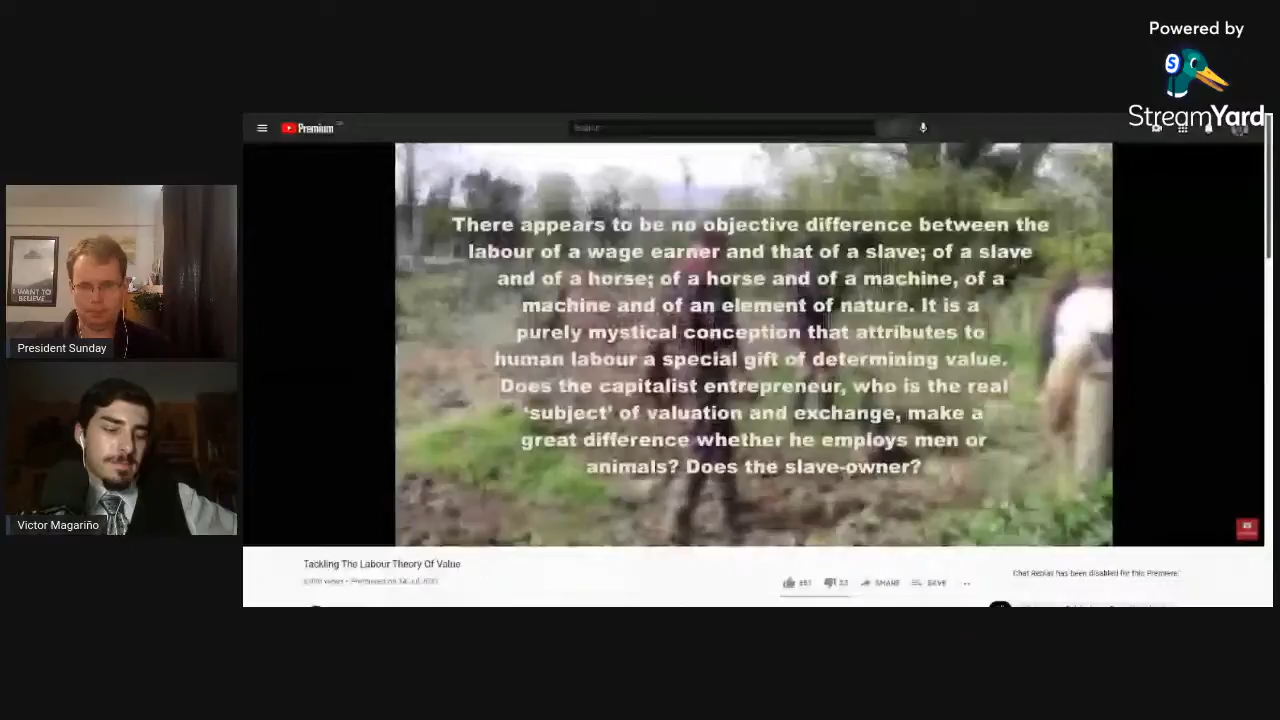 Powered by
StreamYard
Premium
There appears to be no objective difference between the
labour of a wage earner and that of a slave; of a slave
and of a horse; of a horse and of a machine, of a
machine and of an element of nature. It is a
purely mystical conception that attributes to
human labour a special gift of determining value.
Does the capitalist entrepreneur, who is the real
‘subject’ of valuation and exchange, make a
great difference whether he employs men or
animals? Does the slave-owner?
I WANT TO
BELIEVE
President Sunday
Victor Magariño
Tackling The Labour Theory Of Value
views • Premiered on
SHARE
SAVE
Chat Replay has been disabled for this Premiere.